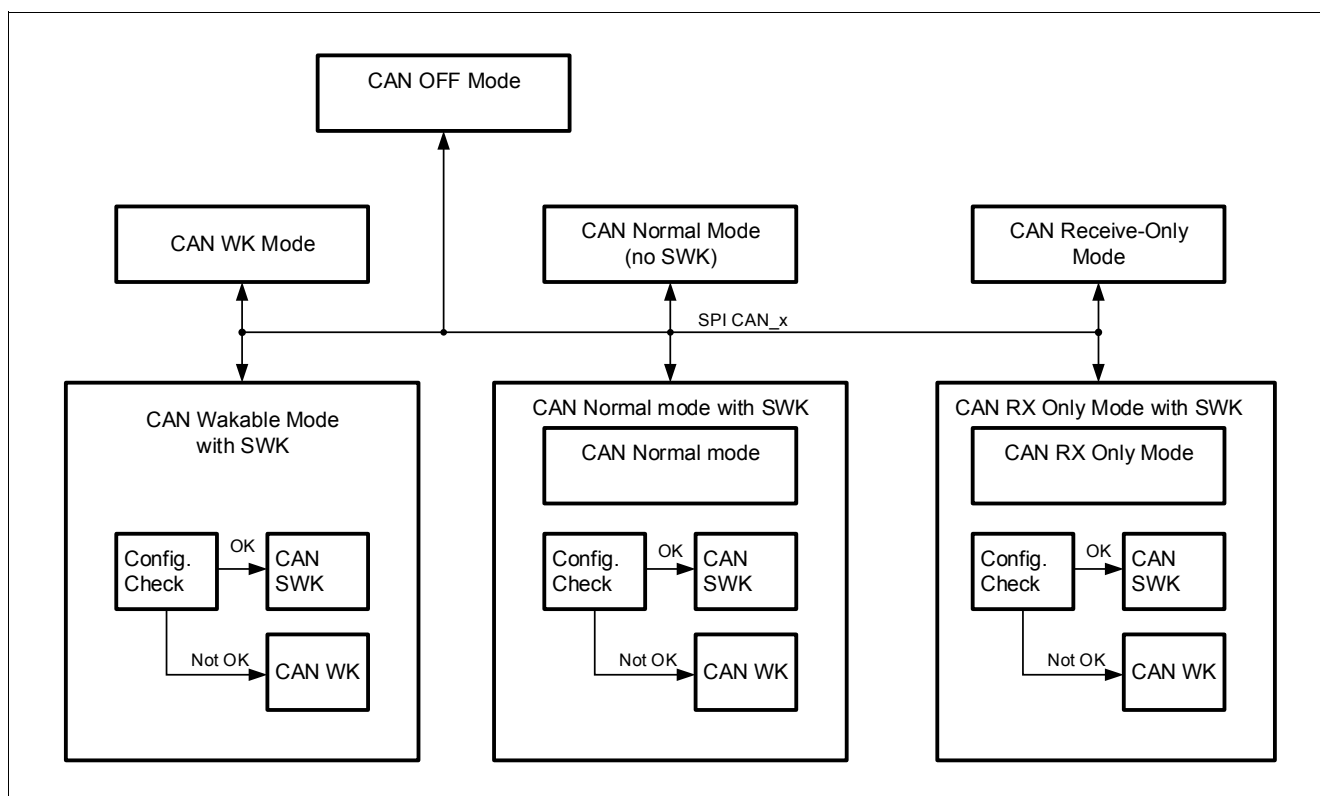 CAN OFF Mode
CAN WK Mode
CAN Normal Mode
(no SWK)
CAN Receive-Only
Mode
SPI CAN_x
CAN Wakable Mode
with SWK
Config.
Check
OK
CAN
SWK
Not OK
CAN WK
CAN Normal mode with SWK
CAN Normal mode
Config.
Check
OK
CAN
SWK
Not OK
CAN WK
CAN RX Only Mode with SWK
CAN RX Only Mode
Config.
Check
OK
CAN
SWK
Not OK
CAN WK